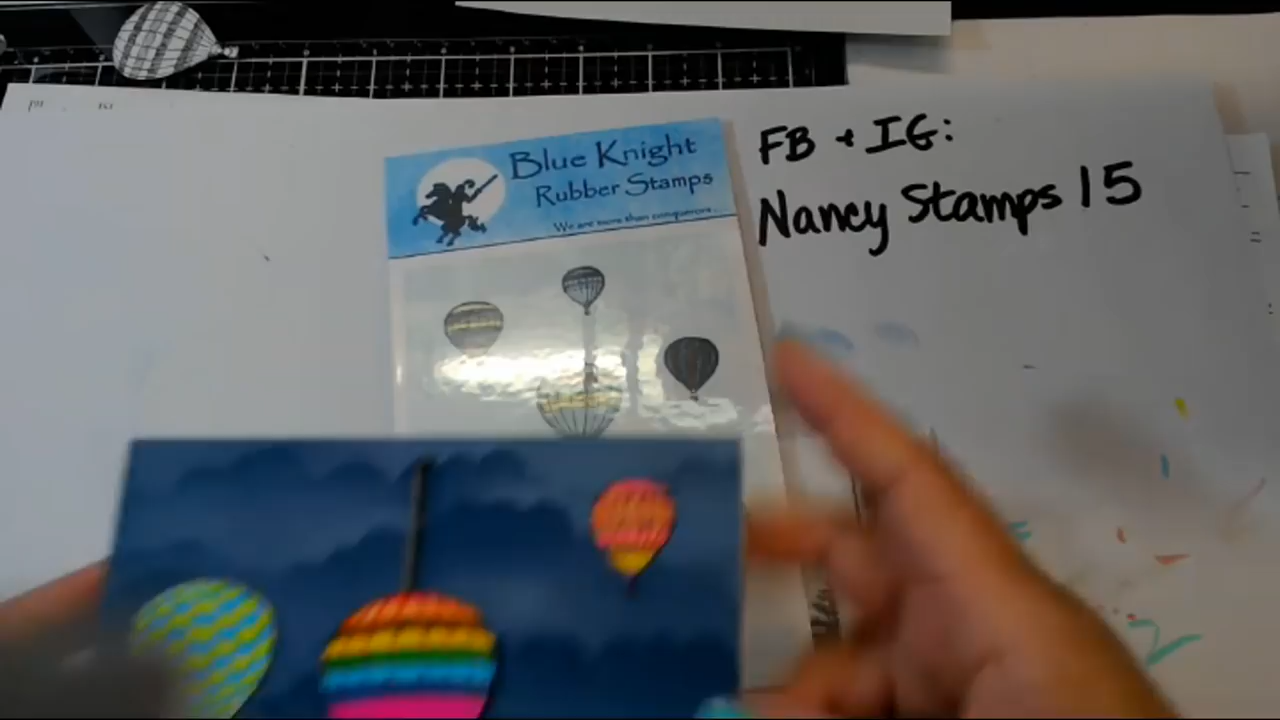 Blue Knight
Rubber Stamps
We are more than conquerors...
FB + IG:
Nancy Stamps 15